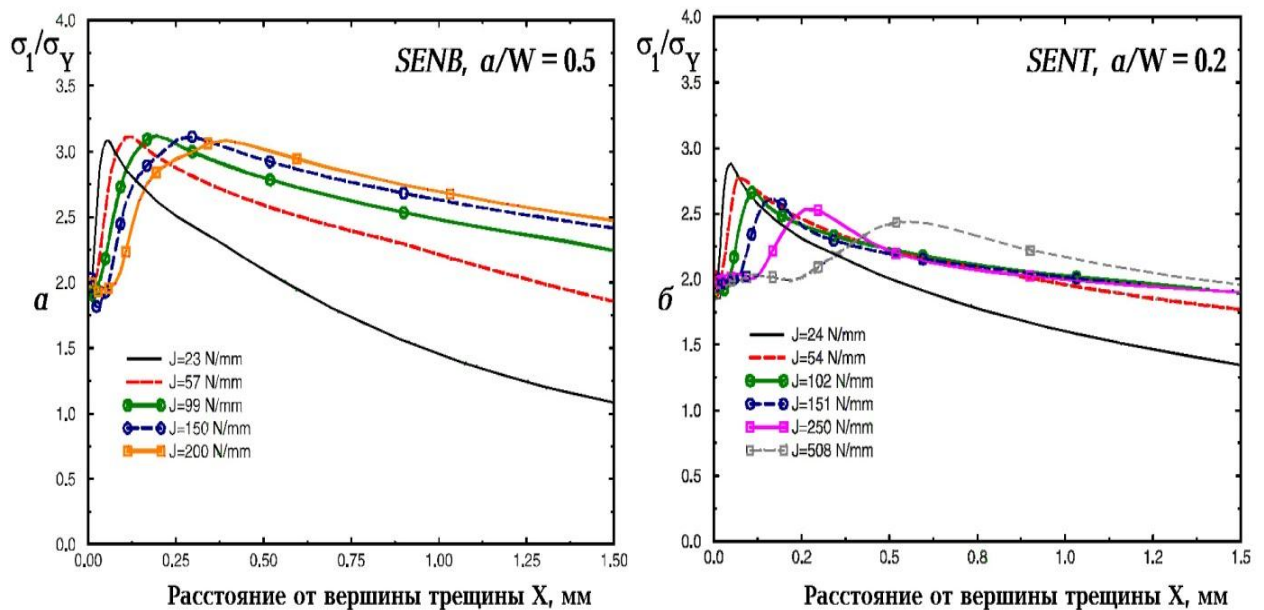 σ₁/σY
SENB, a/W = 0.5
4.0
3.5
3.0
2.5
2.0
1.5
1.0
0.5
0.0
а
J=23 N/mm
J=57 N/mm
J=99 N/mm
J=150 N/mm
J=200 N/mm
0.00 0.25 0.50 0.75 1.00 1.25 1.50
Расстояние от вершины трещины X, мм
σ₁/σY
SENT, a/W = 0.2
4.0
3.5
3.0
2.5
2.0
1.5
1.0
0.5
0.0
б
J=24 N/mm
J=54 N/mm
J=102 N/mm
J=151 N/mm
J=250 N/mm
J=508 N/mm
0.0 0.2 0.5 0.8 1.0 1.2 1.5
Расстояние от вершины трещины X, мм